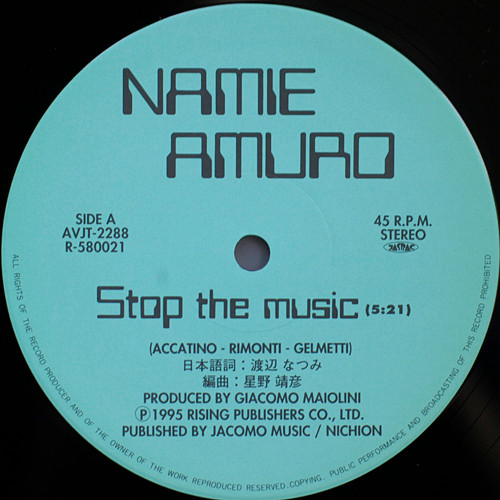 NAMIE
AMURO
SIDE A
AVJT-2288
R-580021
45 R.P.M.
STEREO
JASRAC
Stop the music (5:21)
(ACCATINO - RIMONTI - GELMETTI)
日本語詞：渡辺 なつみ
編曲：星野 靖彦
PRODUCED BY GIACOMO MAIOLINI
Ⓟ1995 RISING PUBLISHERS CO., LTD.
PUBLISHED BY JACOMO MUSIC / NICHION
ALL RIGHTS OF THE RECORD PRODUCER AND OF THE OWNER OF THE WORK REPRODUCED RESERVED. COPYING. PUBLIC PERFORMANCE AND BROADCASTING OF THIS RECORD PROHIBITED